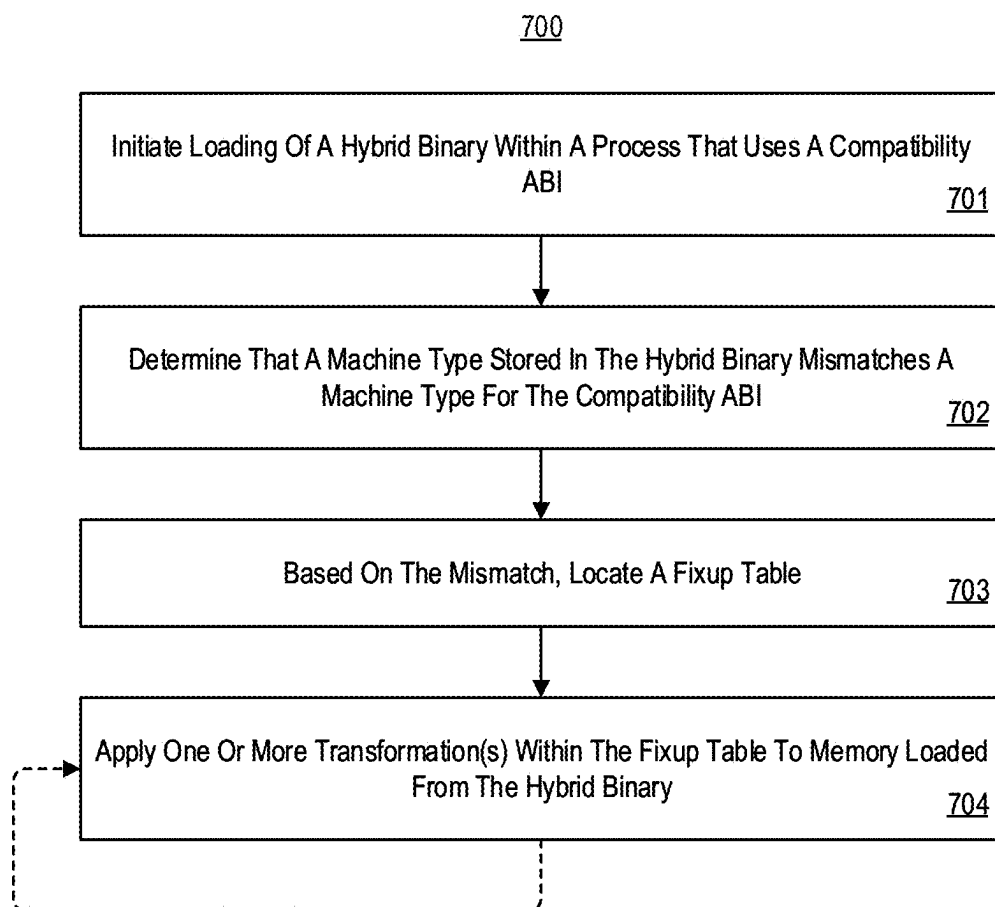 700
Initiate Loading Of A Hybrid Binary Within A Process That Uses A Compatibility
ABI
701
Determine That A Machine Type Stored In The Hybrid Binary Mismatches A
Machine Type For The Compatibility ABI
702
Based On The Mismatch, Locate A Fixup Table
703
Apply One Or More Transformation(s) Within The Fixup Table To Memory Loaded
From The Hybrid Binary
704